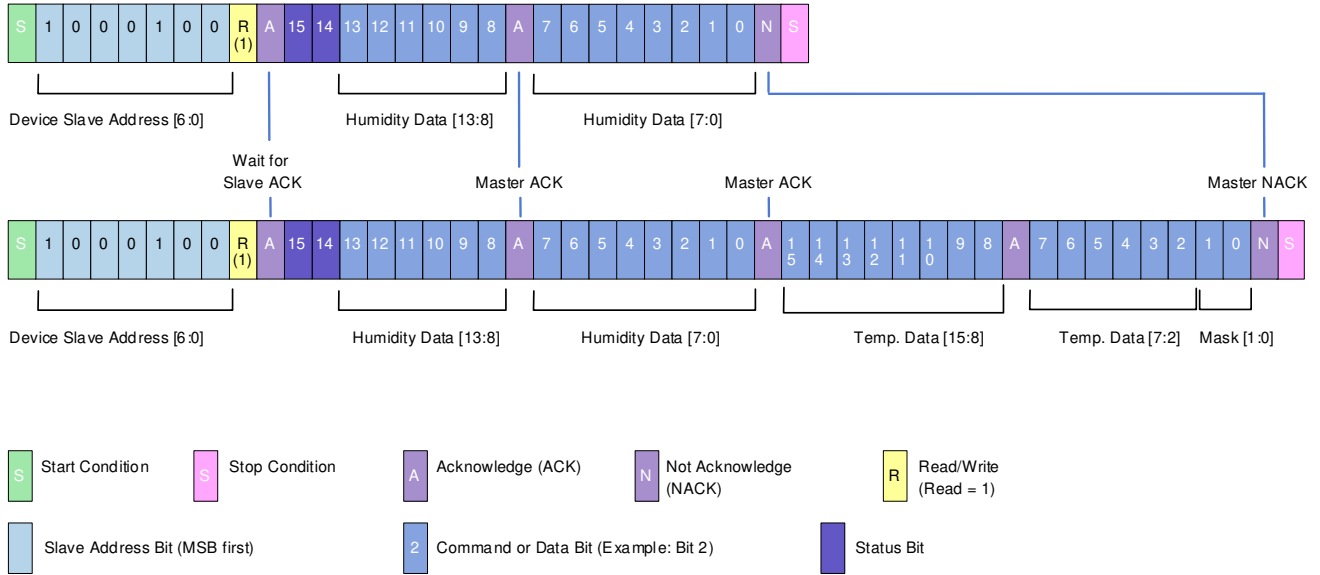 S 1 0 0 0 1 0 0 R (1) A 15 14 13 12 11 10 9 8 A 7 6 5 4 3 2 1 0 N S
Device Slave Address [6:0] Humidity Data [13:8] Humidity Data [7:0]
Wait for
Slave ACK Master ACK Master ACK Master NACK
S 1 0 0 0 1 0 0 R (1) A 15 14 13 12 11 10 9 8 A 7 6 5 4 3 2 1 0 A 15 14 13 12 11 10 9 8 A 7 6 5 4 3 2 1 0 N S
Device Slave Address [6:0] Humidity Data [13:8] Humidity Data [7:0] Temp. Data [15:8] Temp. Data [7:2] Mask [1:0]
S Start Condition S Stop Condition A Acknowledge (ACK) N Not Acknowledge (NACK) R Read/Write (Read = 1)
Slave Address Bit (MSB first) 2 Command or Data Bit (Example: Bit 2) Status Bit